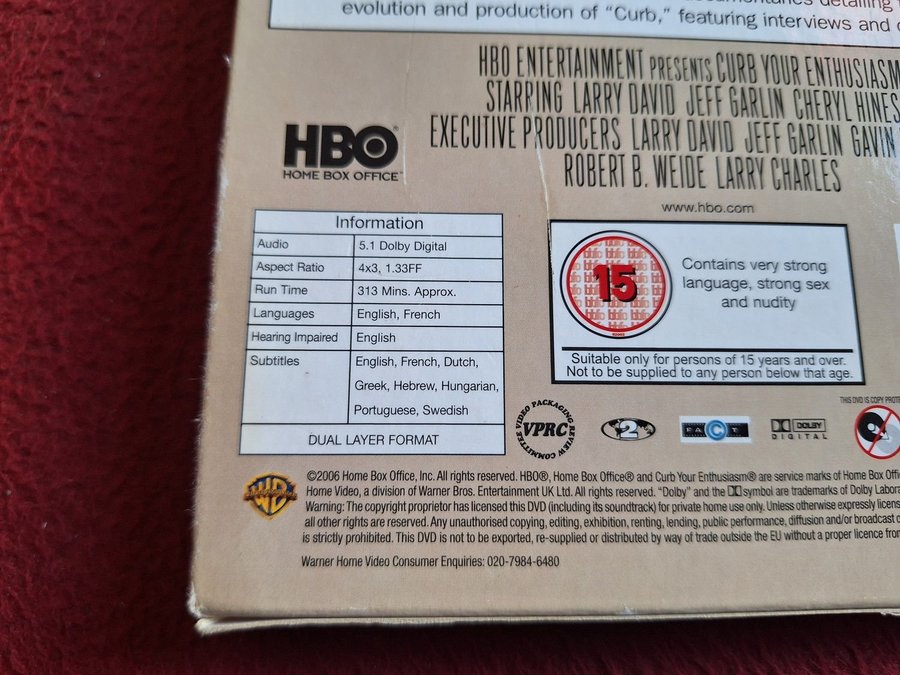 evolution and production of “Curb,” featuring interviews and
HBO ENTERTAINMENT PRESENTS CURB YOUR ENTHUSIASM
STARRING LARRY DAVID JEFF GARLIN CHERYL HINES
EXECUTIVE PRODUCERS LARRY DAVID JEFF GARLIN GAVIN
ROBERT B. WEIDE LARRY CHARLES
www.hbo.com
HBO®
HOME BOX OFFICE™
Information
Audio 5.1 Dolby Digital
Aspect Ratio 4x3, 1.33FF
Run Time 313 Mins. Approx.
Languages English, French
Hearing Impaired English
Subtitles English, French, Dutch,
Greek, Hebrew, Hungarian,
Portuguese, Swedish
DUAL LAYER FORMAT
15
Contains very strong
language, strong sex
and nudity
Suitable only for persons of 15 years and over.
Not to be supplied to any person below that age.
VIDEO PACKAGING REVIEW COMMITTEE
VPRC
2
FACT
DOLBY
DIGITAL
THIS DVD IS COPY
WB
©2006 Home Box Office, Inc. All rights reserved. HBO®, Home Box Office® and Curb Your Enthusiasm® are service marks of Home Box
Home Video, a division of Warner Bros. Entertainment UK Ltd. All rights reserved. “Dolby” and the symbol are trademarks of Dolby
Warning: The copyright proprietor has licensed this DVD (including its soundtrack) for private home use only. Unless otherwise expressly
all other rights are reserved. Any unauthorised copying, editing, exhibition, renting, lending, public performance, diffusion and/or broadcast
is strictly prohibited. This DVD is not to be exported, re-supplied or distributed by way of trade outside the EU without a proper licence from
Warner Home Video Consumer Enquiries: 020-7984-6480